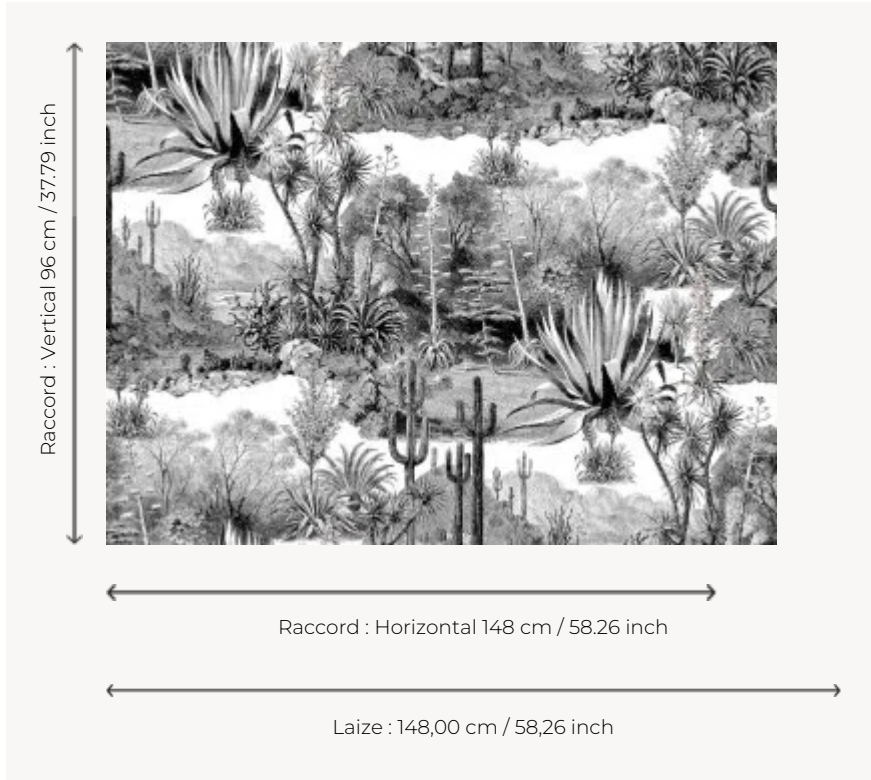 Raccord : Vertical 96 cm / 37.79 inch
Raccord : Horizontal 148 cm / 58.26 inch
Laize : 148,00 cm / 58,26 inch